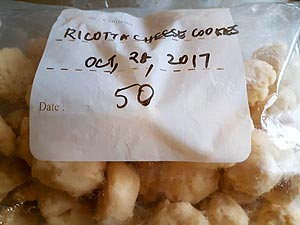 RICOTTA CHEESE COOKIES
OCT, 28, 2017
50
Date :